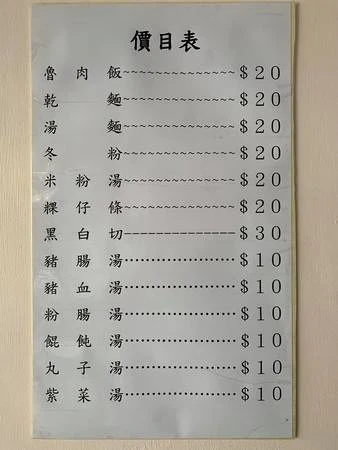 價目表
魯肉飯~~~~~~~~~~~~~~$20
乾麵~~~~~~~~~~~~~~$20
湯麵~~~~~~~~~~~~~~$20
冬粉~~~~~~~~~~~~~~$20
米粉湯~~~~~~~~~~~~~~$20
粿仔條~~~~~~~~~~~~~~$20
黑白切--------------$30
豬腸湯··············$10
豬血湯··············$10
粉腸湯··············$10
餛飩湯··············$10
丸子湯··············$10
紫菜湯··············$10